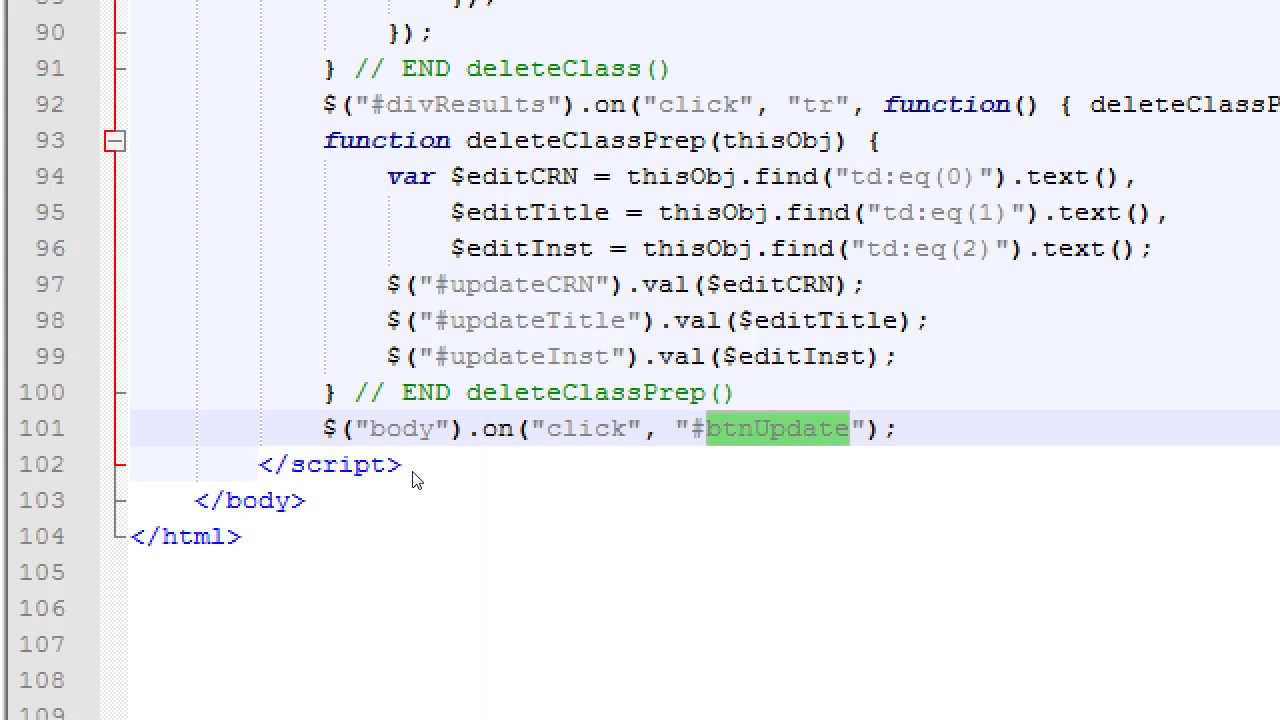 89 });
90 });
91 } // END deleteClass()
92 $("#divResults").on("click", "tr", function() { deleteClassP
93 function deleteClassPrep(thisObj) {
94 var $editCRN = thisObj.find("td:eq(0)").text(),
95 $editTitle = thisObj.find("td:eq(1)").text(),
96 $editInst = thisObj.find("td:eq(2)").text();
97 $("#updateCRN").val($editCRN);
98 $("#updateTitle").val($editTitle);
99 $("#updateInst").val($editInst);
100 } // END deleteClassPrep()
101 $("body").on("click", "#btnUpdate");
102 </script>
103 </body>
104 </html>
105
106
107
108
109